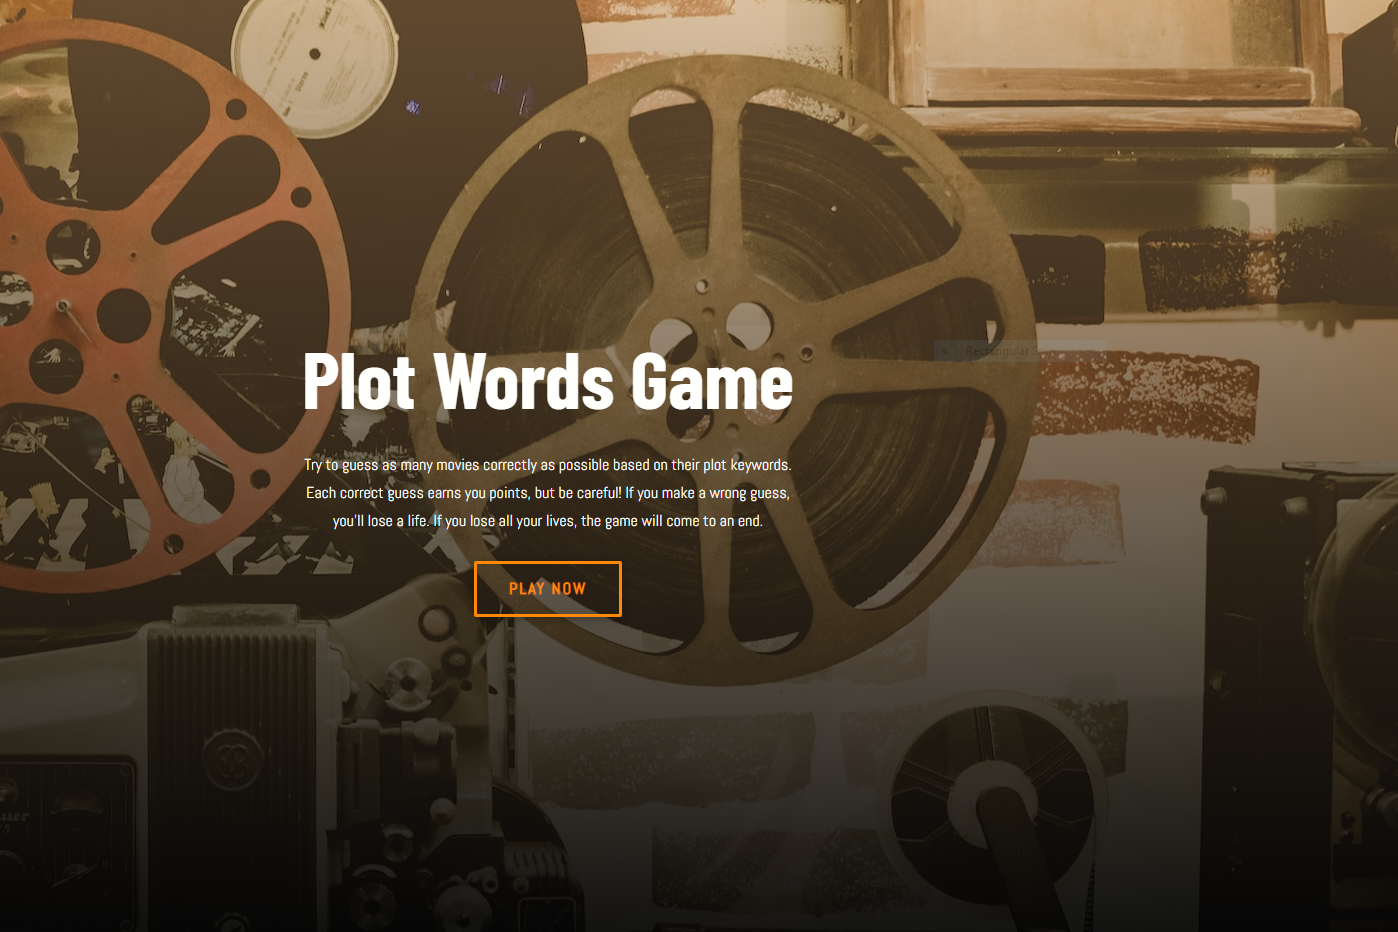 Plot Words Game
Try to guess as many movies correctly as possible based on their plot keywords.
Each correct guess earns you points, but be careful! If you make a wrong guess,
you'll lose a life. If you lose all your lives, the game will come to an end.
PLAY NOW